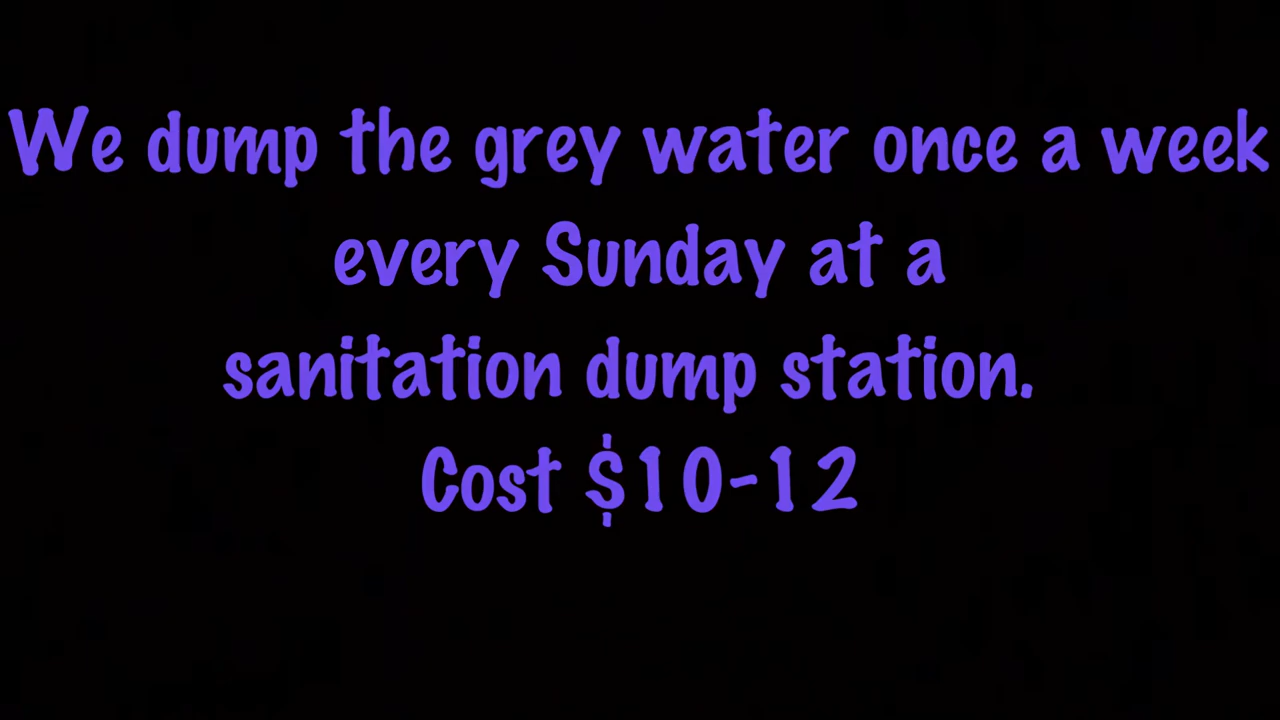 We dump the grey water once a week
every Sunday at a
sanitation dump station.
Cost $10-12